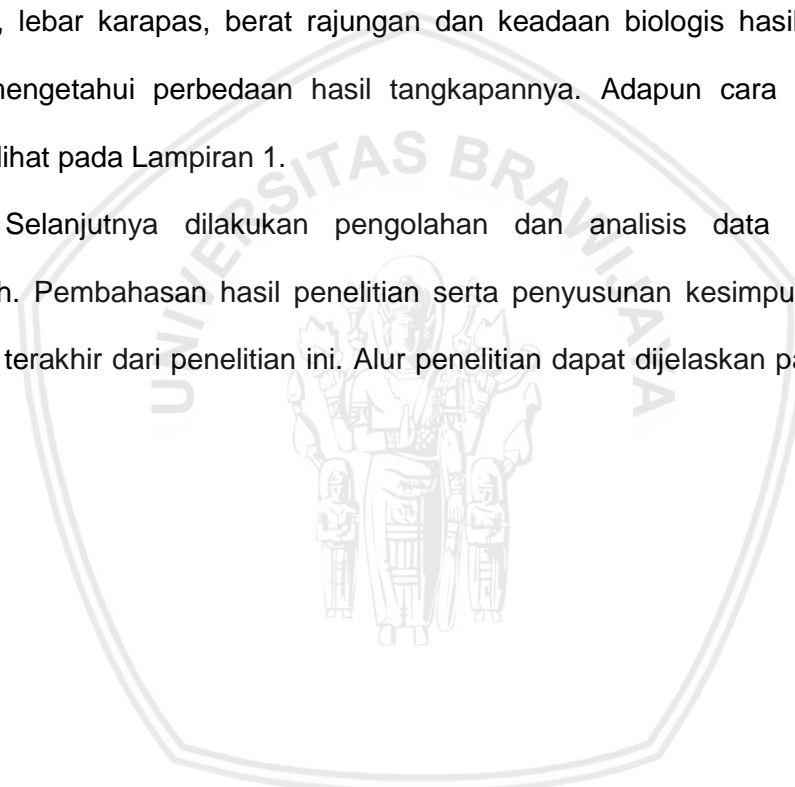 , lebar karapas, berat rajungan dan keadaan biologis hasil
mengetahui perbedaan hasil tangkapannya. Adapun cara
lihat pada Lampiran 1.
Selanjutnya dilakukan pengolahan dan analisis data
h. Pembahasan hasil penelitian serta penyusunan kesimpu
terakhir dari penelitian ini. Alur penelitian dapat dijelaskan pa
UNIVERSITAS BRAWIJAYA